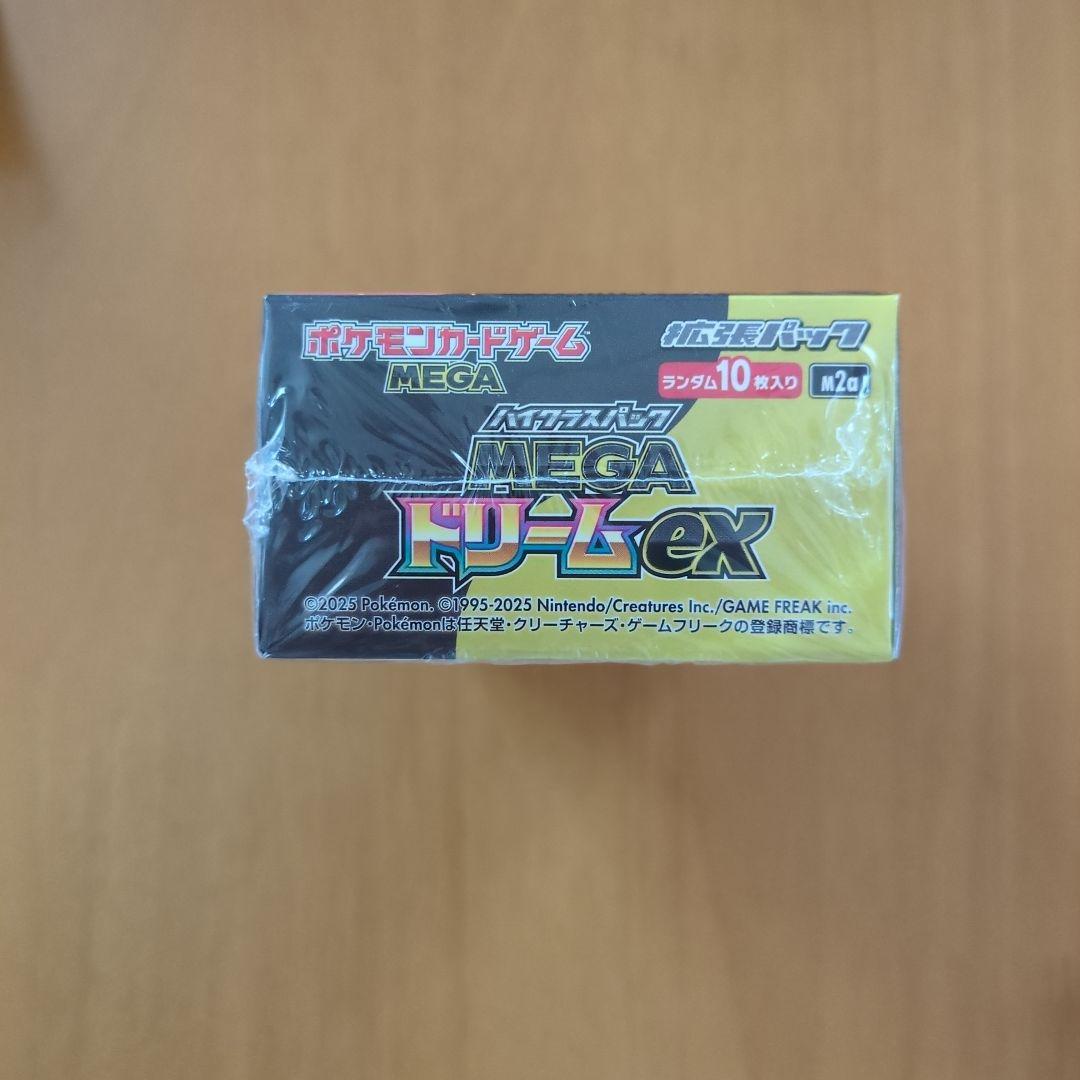 ポケモンカードゲーム™
MEGA
拡張パック
ランダム10枚入り M2a
ハイクラスパック
MEGA
ドリームex
©2025 Pokémon. ©1995-2025 Nintendo/Creatures Inc./GAME FREAK inc.
ポケモン・Pokémonは任天堂・クリーチャーズ・ゲームフリークの登録商標です。